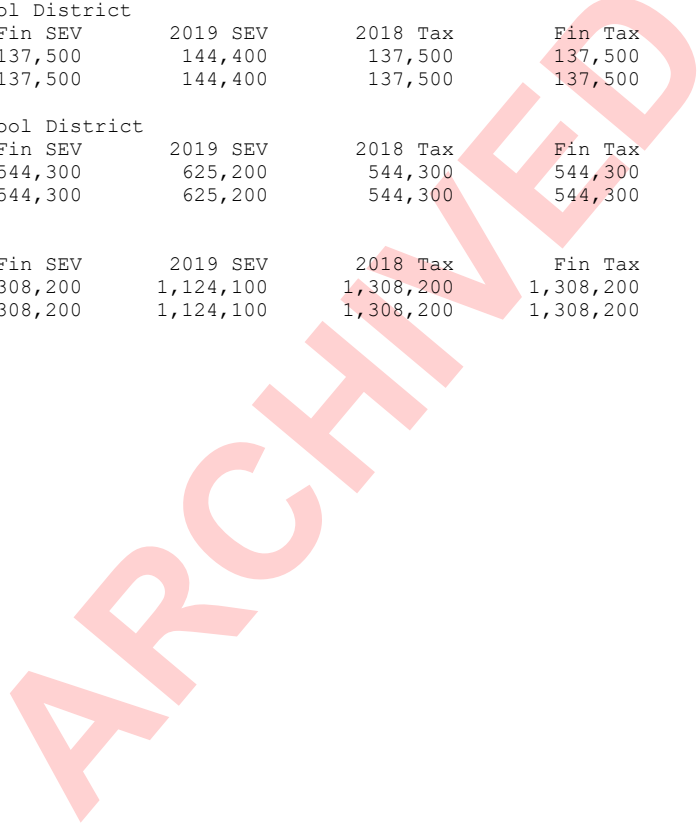 ol District
Fin SEV 2019 SEV 2018 Tax Fin Tax
137,500 144,400 137,500 137,500
137,500 144,400 137,500 137,500
ool District
Fin SEV 2019 SEV 2018 Tax Fin Tax
544,300 625,200 544,300 544,300
544,300 625,200 544,300 544,300
Fin SEV 2019 SEV 2018 Tax Fin Tax
308,200 1,124,100 1,308,200 1,308,200
308,200 1,124,100 1,308,200 1,308,200
ARCHIVED